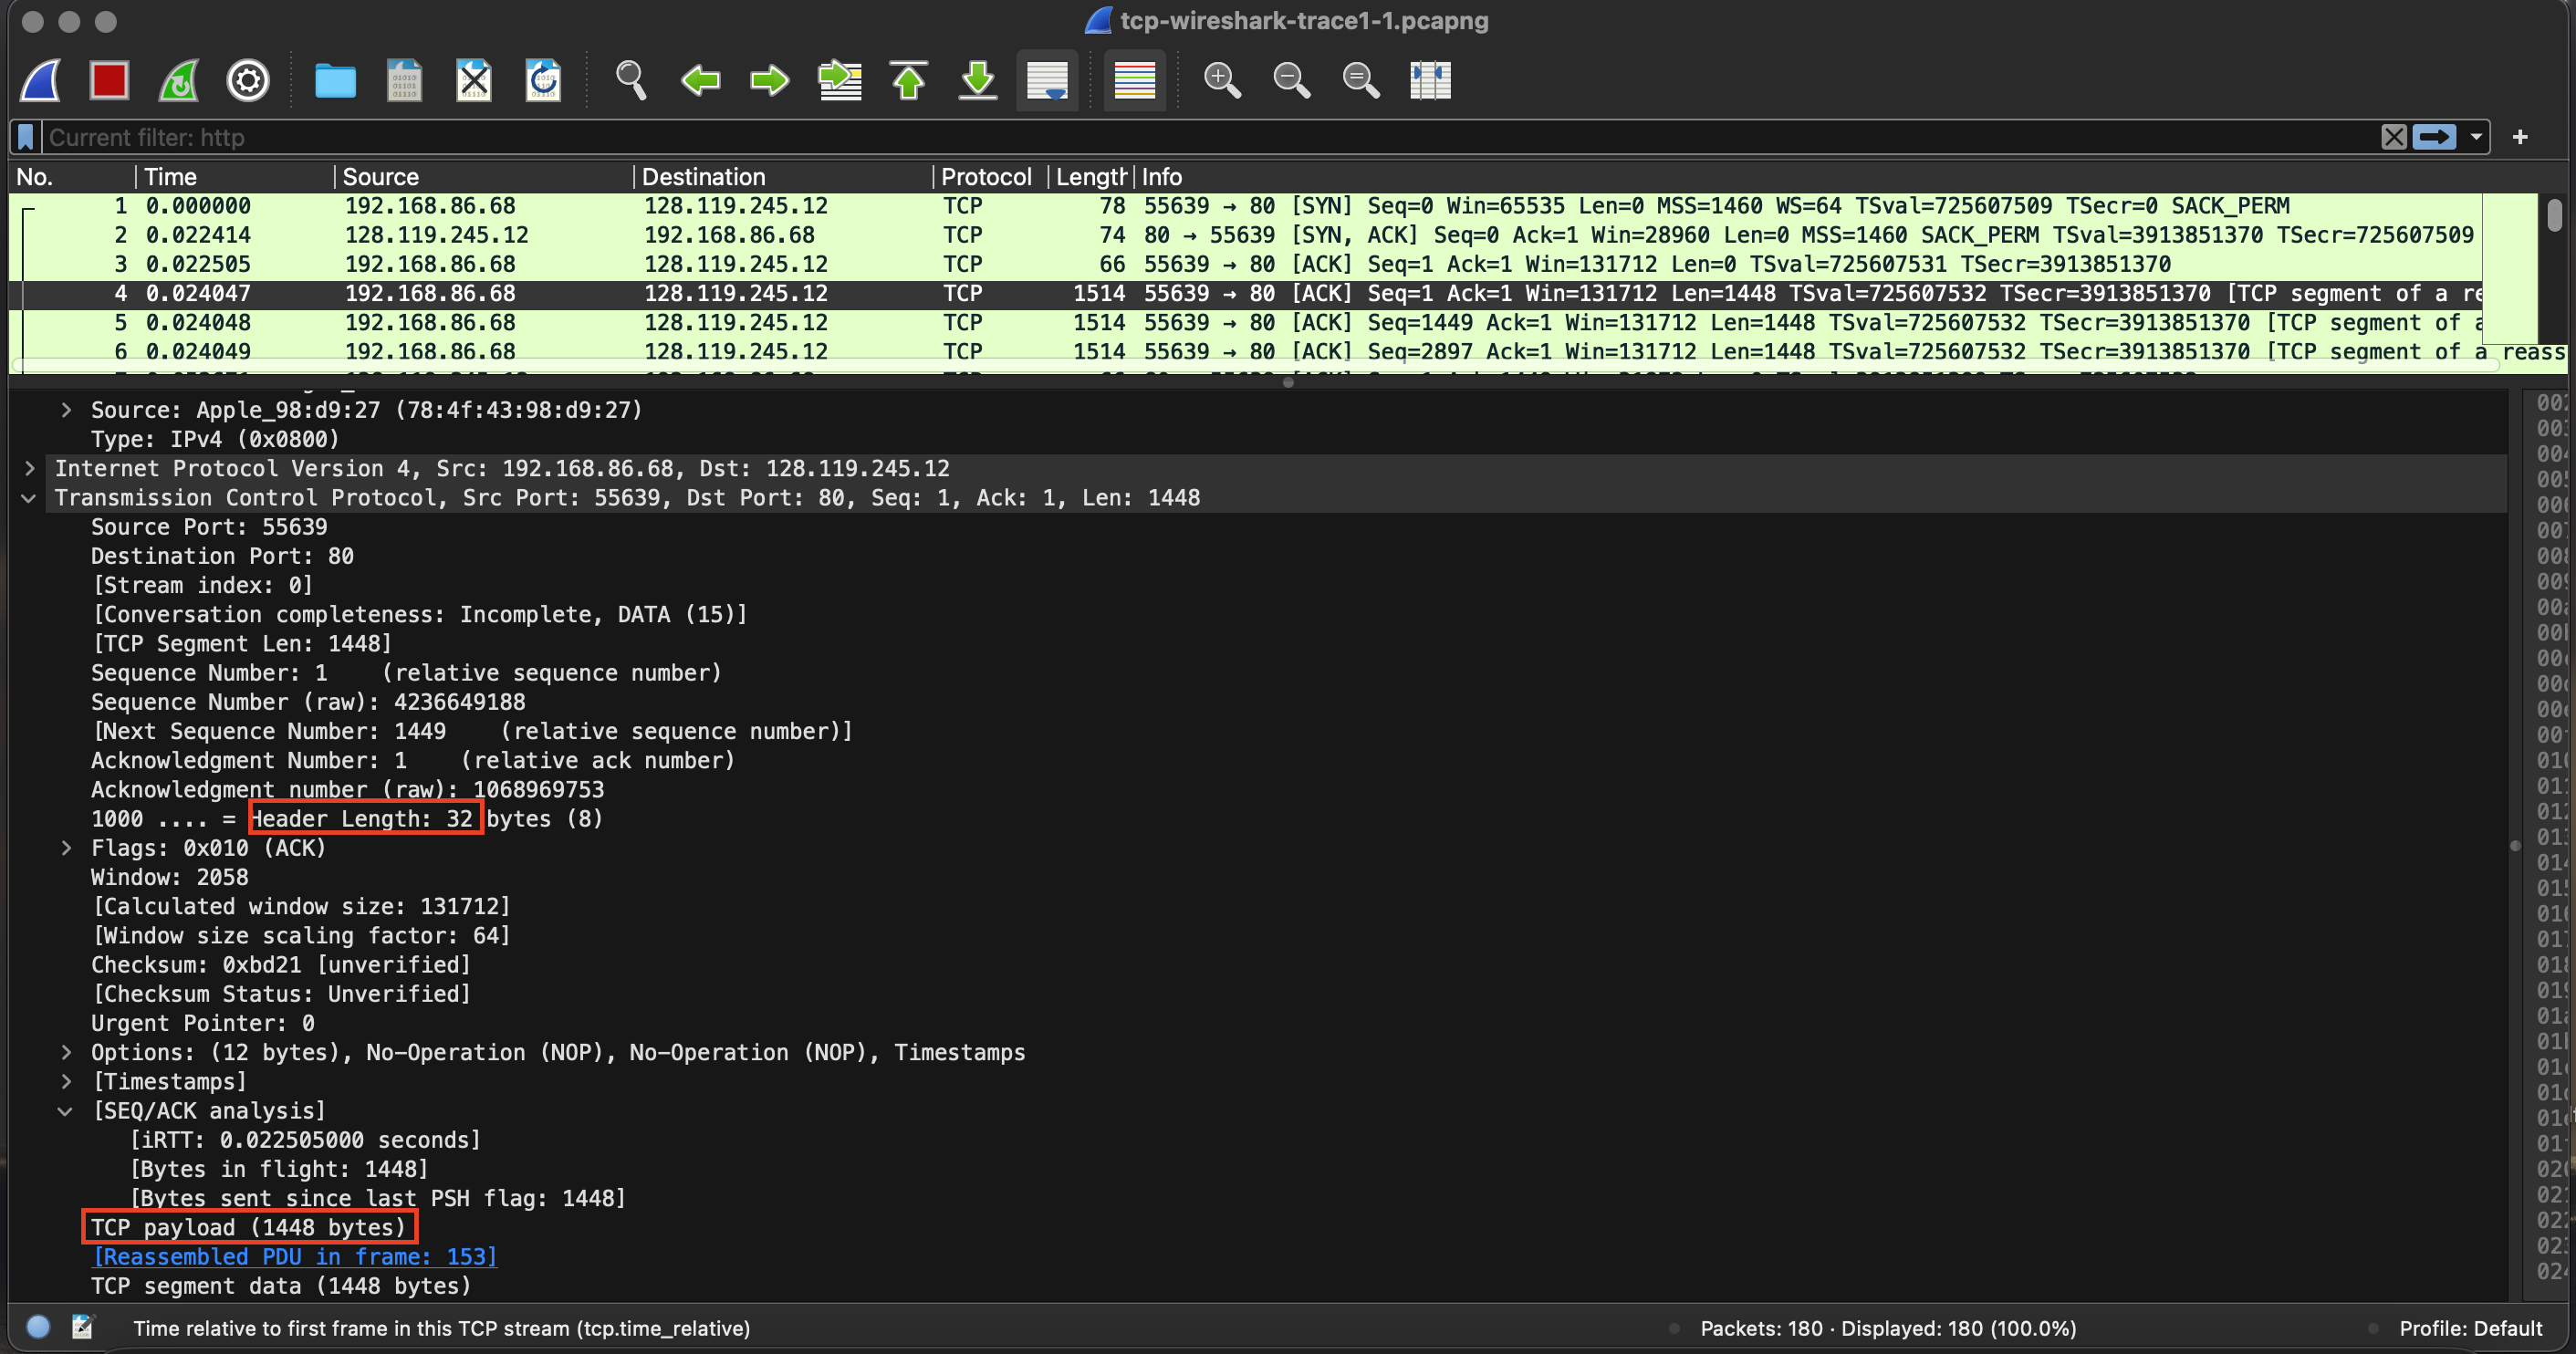 tcp-wireshark-trace1-1.pcapng
Current filter: http
No. Time Source Destination Protocol Length Info
1 0.000000 192.168.86.68 128.119.245.12 TCP 78 55639 → 80 [SYN] Seq=0 Win=65535 Len=0 MSS=1460 WS=64 TSval=725607509 TSecr=0 SACK_PERM
2 0.022414 128.119.245.12 192.168.86.68 TCP 74 80 → 55639 [SYN, ACK] Seq=0 Ack=1 Win=28960 Len=0 MSS=1460 SACK_PERM TSval=3913851370 TSecr=725607509
3 0.022505 192.168.86.68 128.119.245.12 TCP 66 55639 → 80 [ACK] Seq=1 Ack=1 Win=131712 Len=0 TSval=725607531 TSecr=3913851370
4 0.024047 192.168.86.68 128.119.245.12 TCP 1514 55639 → 80 [ACK] Seq=1 Ack=1 Win=131712 Len=1448 TSval=725607532 TSecr=3913851370 [TCP segment of a re
5 0.024048 192.168.86.68 128.119.245.12 TCP 1514 55639 → 80 [ACK] Seq=1449 Ack=1 Win=131712 Len=1448 TSval=725607532 TSecr=3913851370 [TCP segment of a
6 0.024049 192.168.86.68 128.119.245.12 TCP 1514 55639 → 80 [ACK] Seq=2897 Ack=1 Win=131712 Len=1448 TSval=725607532 TSecr=3913851370 [TCP segment of a reass
Source: Apple_98:d9:27 (78:4f:43:98:d9:27)
Type: IPv4 (0x0800)
Internet Protocol Version 4, Src: 192.168.86.68, Dst: 128.119.245.12
Transmission Control Protocol, Src Port: 55639, Dst Port: 80, Seq: 1, Ack: 1, Len: 1448
Source Port: 55639
Destination Port: 80
[Stream index: 0]
[Conversation completeness: Incomplete, DATA (15)]
[TCP Segment Len: 1448]
Sequence Number: 1 (relative sequence number)
Sequence Number (raw): 4236649188
[Next Sequence Number: 1449 (relative sequence number)]
Acknowledgment Number: 1 (relative ack number)
Acknowledgment number (raw): 1068969753
1000 .... = Header Length: 32 bytes (8)
Flags: 0x010 (ACK)
Window: 2058
[Calculated window size: 131712]
[Window size scaling factor: 64]
Checksum: 0xbd21 [unverified]
[Checksum Status: Unverified]
Urgent Pointer: 0
Options: (12 bytes), No-Operation (NOP), No-Operation (NOP), Timestamps
[Timestamps]
[SEQ/ACK analysis]
[iRTT: 0.022505000 seconds]
[Bytes in flight: 1448]
[Bytes sent since last PSH flag: 1448]
TCP payload (1448 bytes)
[Reassembled PDU in frame: 153]
TCP segment data (1448 bytes)
Time relative to first frame in this TCP stream (tcp.time_relative)
Packets: 180 · Displayed: 180 (100.0%)
Profile: Default